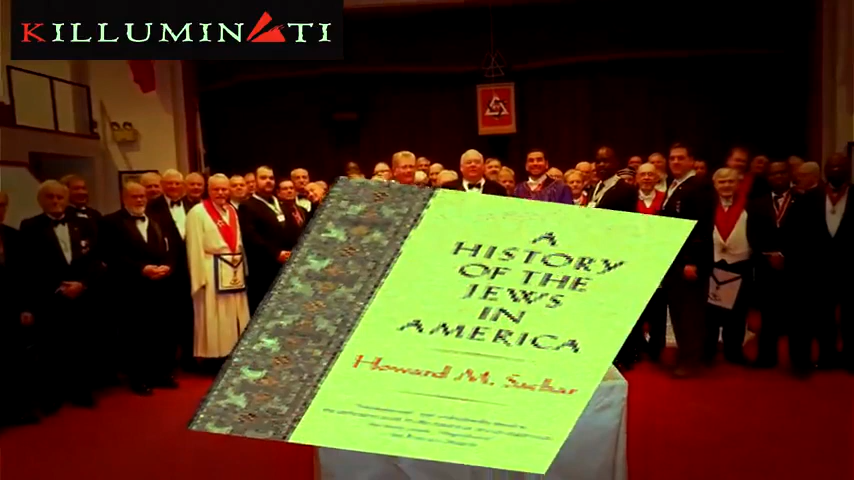 KILLUMINATI
A
HISTORY
OF THE
JEWS
IN
AMERICA
Howard M. Sachar